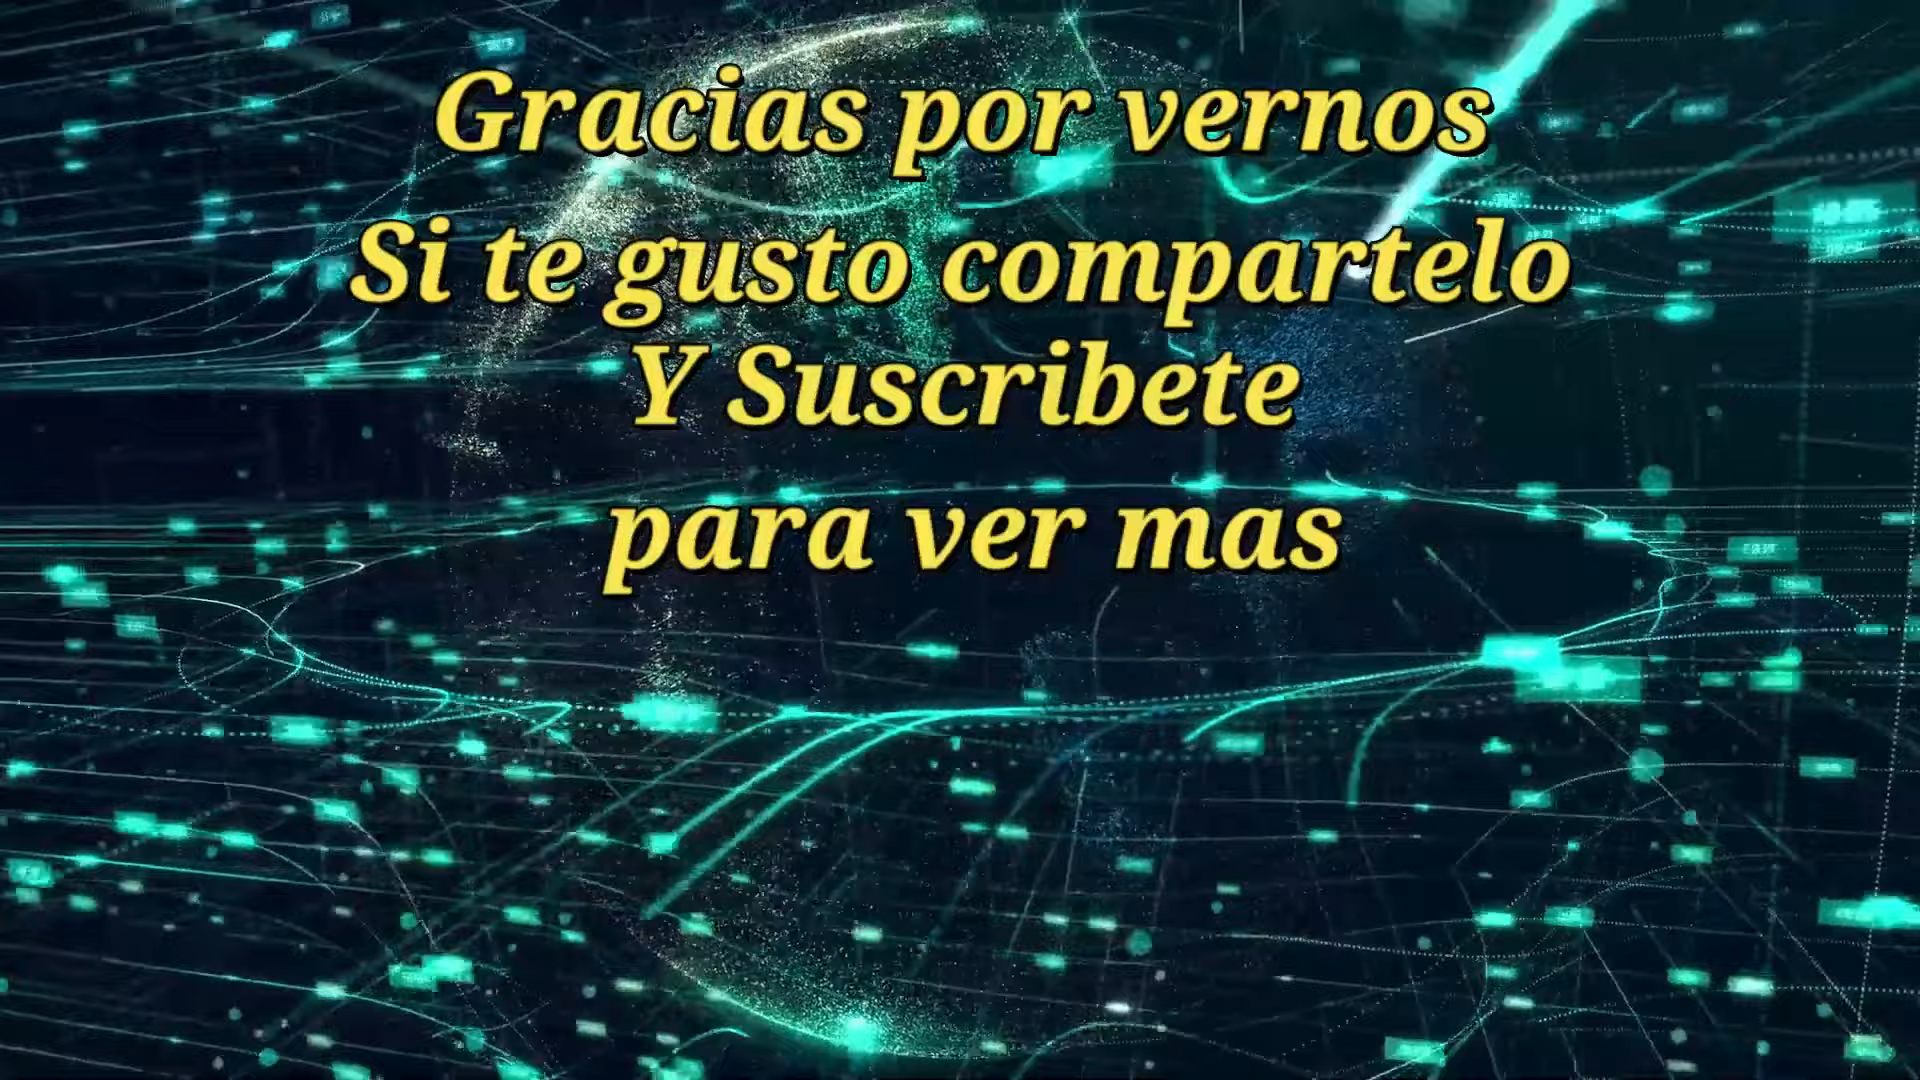 Gracias por vernos
Si te gusto compartelo
Y Suscribete
para ver mas